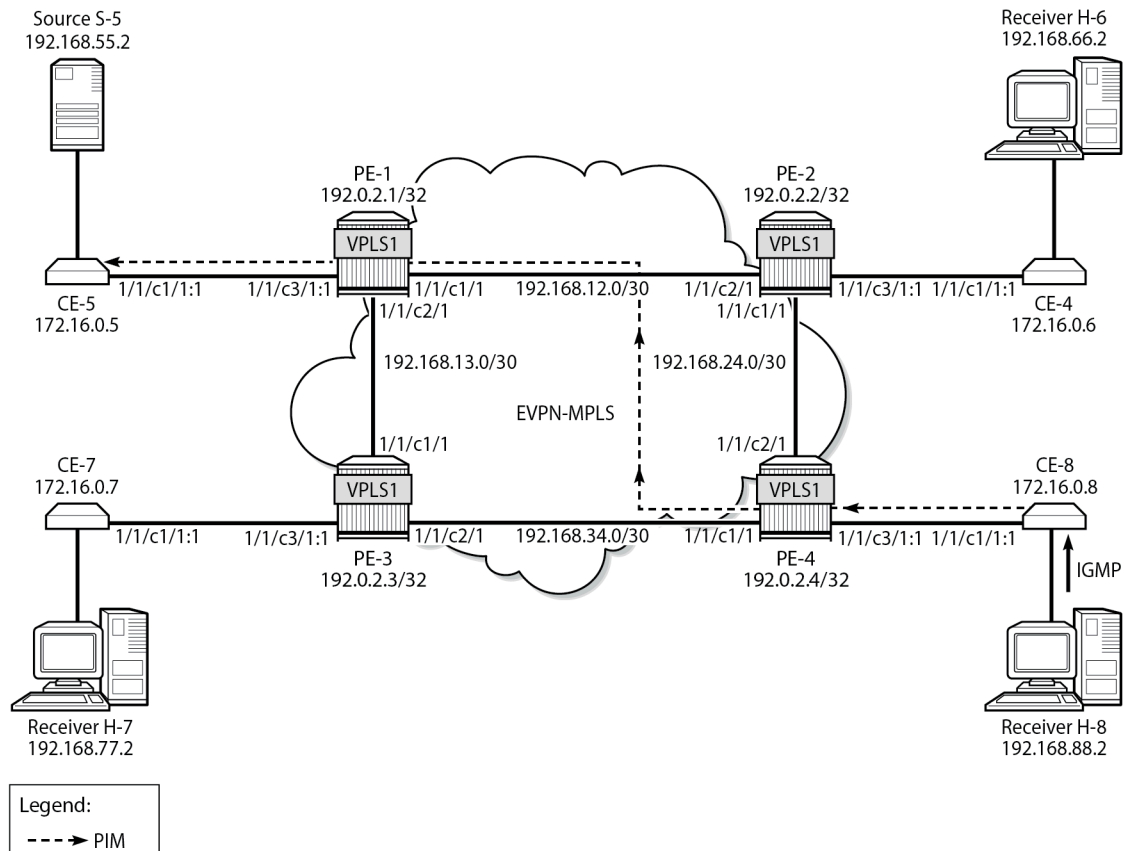 Source S-5
192.168.55.2
Receiver H-6
192.168.66.2
PE-1
192.0.2.1/32
PE-2
192.0.2.2/32
VPLS1
VPLS1
1/1/c1/1:1
1/1/c3/1:1
1/1/c1/1
192.168.12.0/30
1/1/c2/1
1/1/c3/1:1
1/1/c1/1:1
CE-5
172.16.0.5
1/1/c2/1
1/1/c1/1
CE-4
172.16.0.6
192.168.13.0/30
192.168.24.0/30
EVPN-MPLS
1/1/c1/1
1/1/c2/1
CE-7
172.16.0.7
CE-8
172.16.0.8
VPLS1
VPLS1
1/1/c1/1:1
1/1/c3/1:1
1/1/c2/1
192.168.34.0/30
1/1/c1/1
1/1/c3/1:1
1/1/c1/1:1
PE-3
192.0.2.3/32
PE-4
192.0.2.4/32
IGMP
Receiver H-7
192.168.77.2
Receiver H-8
192.168.88.2
Legend:
PIM